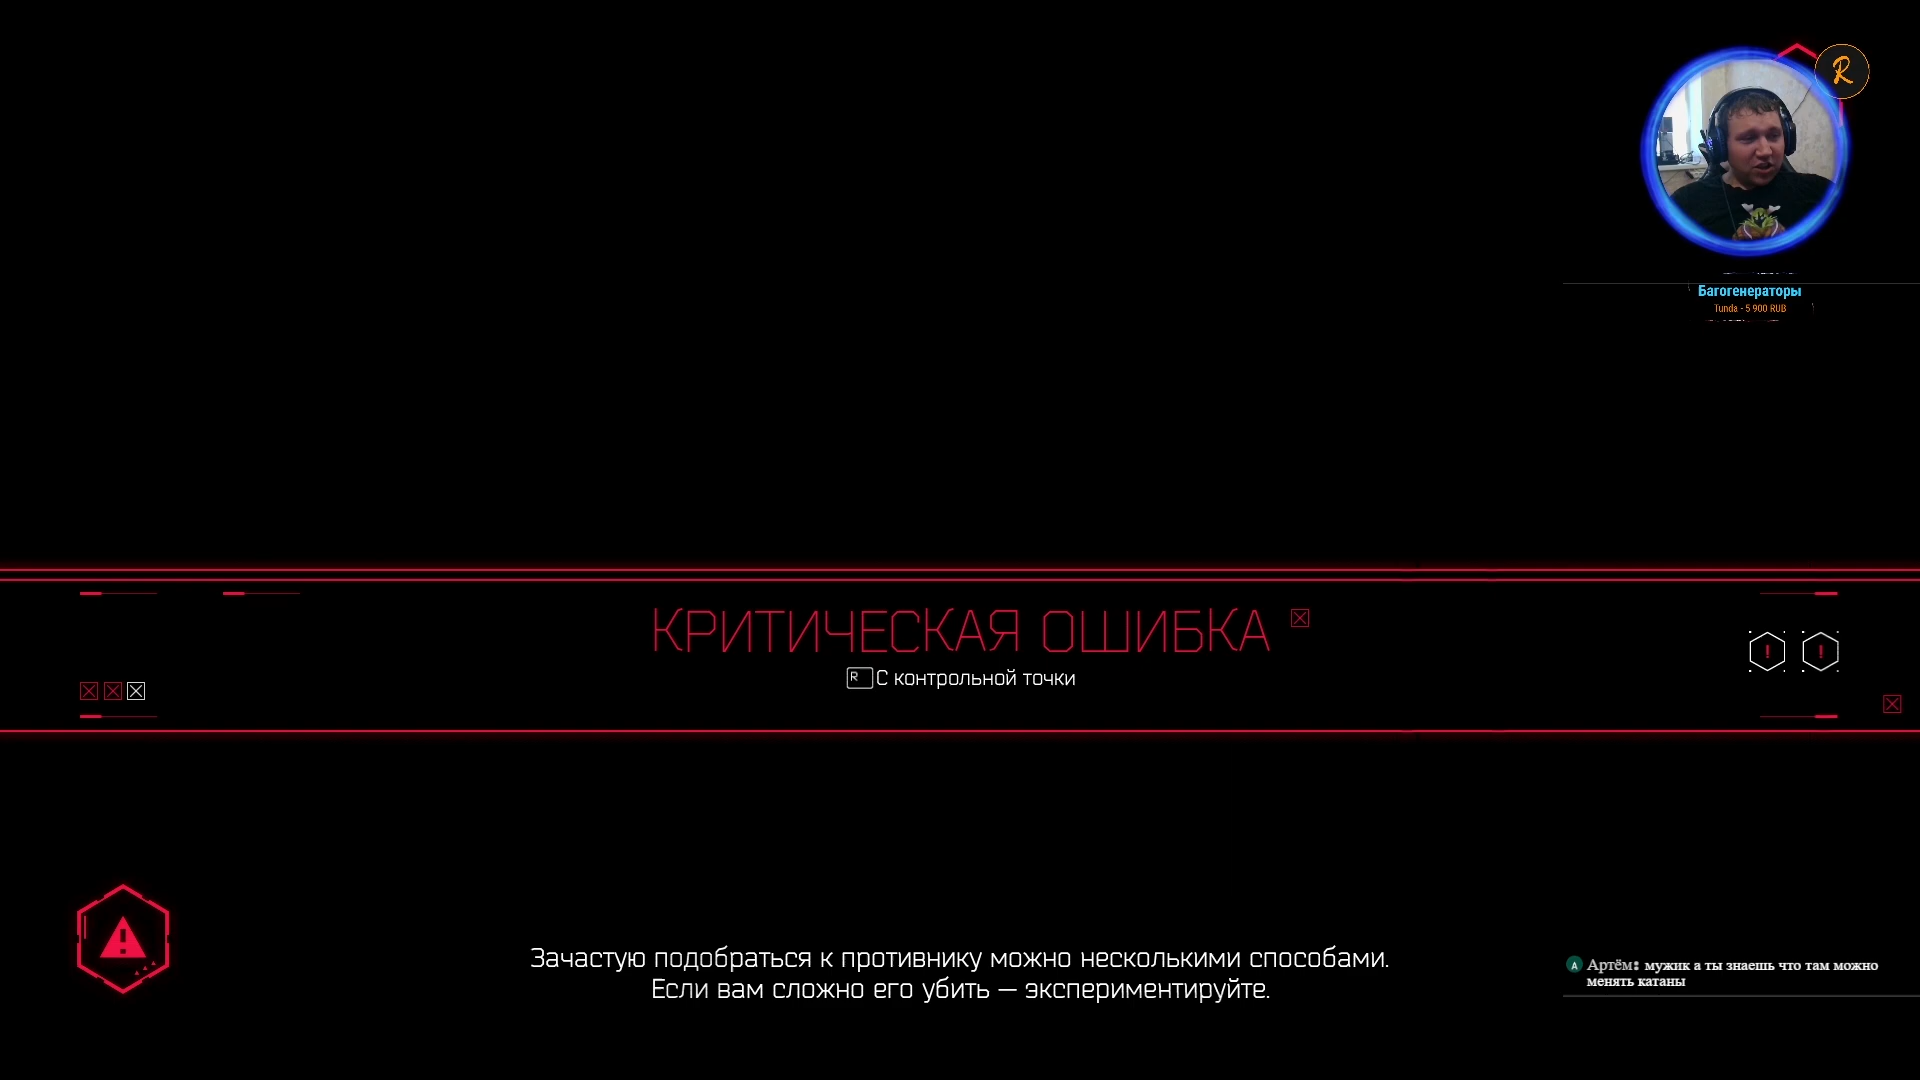 R
Багогенераторы
Tunda - 5 900 RUB
КРИТИЧЕСКАЯ ОШИБКА
R С контрольной точки
! !
Зачастую подобраться к противнику можно несколькими способами.
Если вам сложно его убить — экспериментируйте.
А Артём: мужик а ты знаешь что там можно
менять катаны